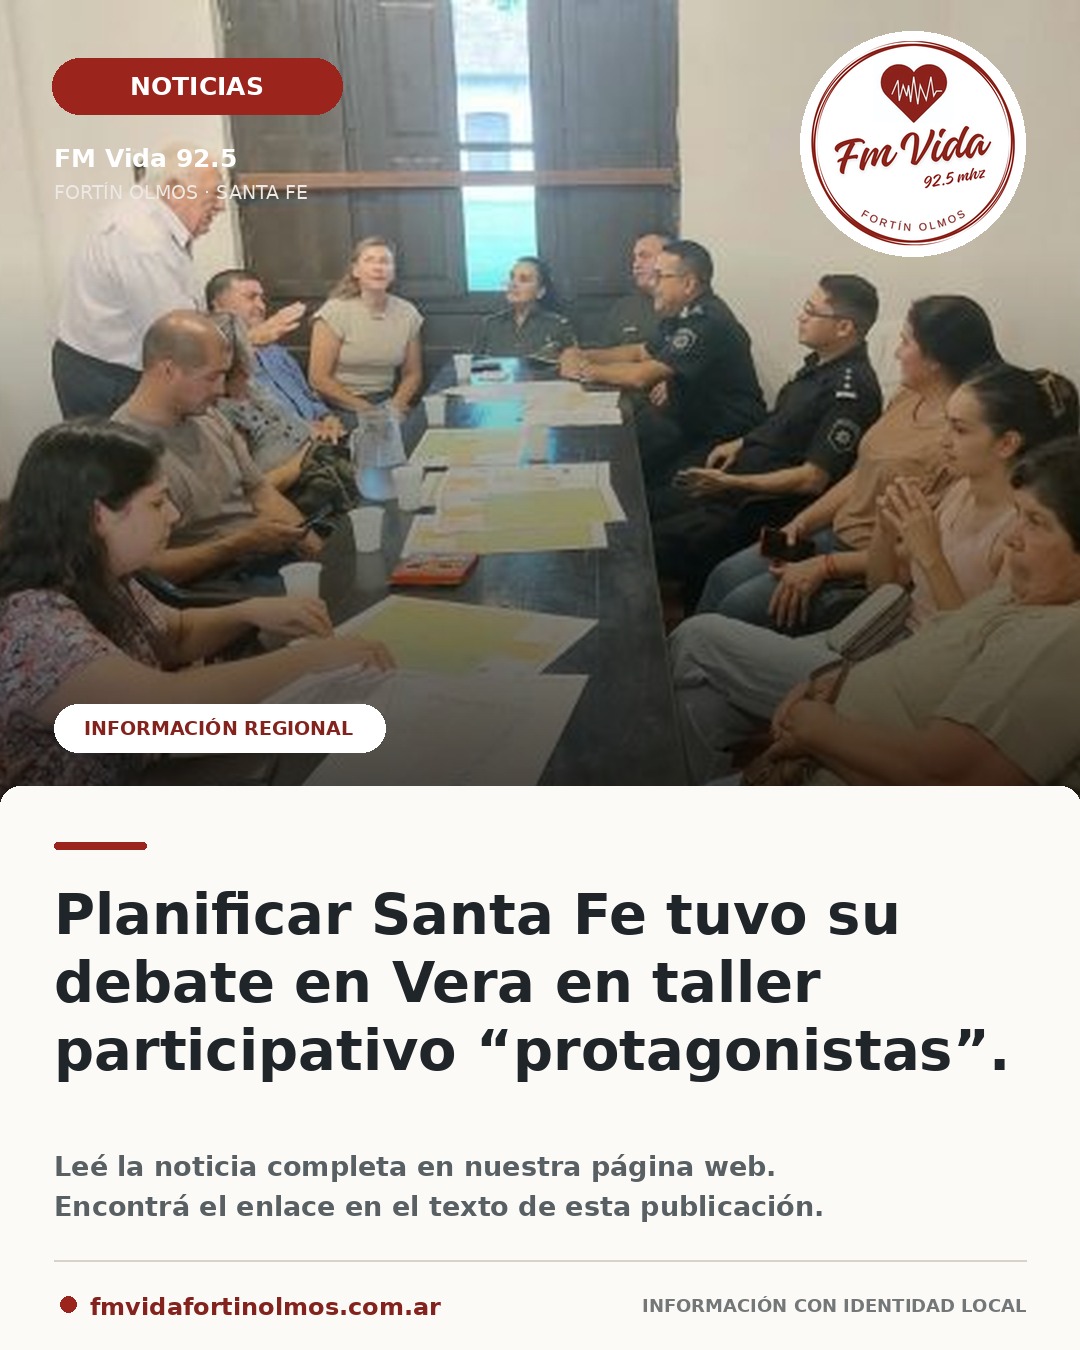 NOTICIAS
FM Vida 92.5
FORTÍN OLMOS · SANTA FE
Fm Vida
92.5 mhz
FORTÍN OLMOS
INFORMACIÓN REGIONAL
Planificar Santa Fe tuvo su
debate en Vera en taller
participativo “protagonistas”.
Leé la noticia completa en nuestra página web.
Encontrá el enlace en el texto de esta publicación.
fmvidafortinolmos.com.ar
INFORMACIÓN CON IDENTIDAD LOCAL